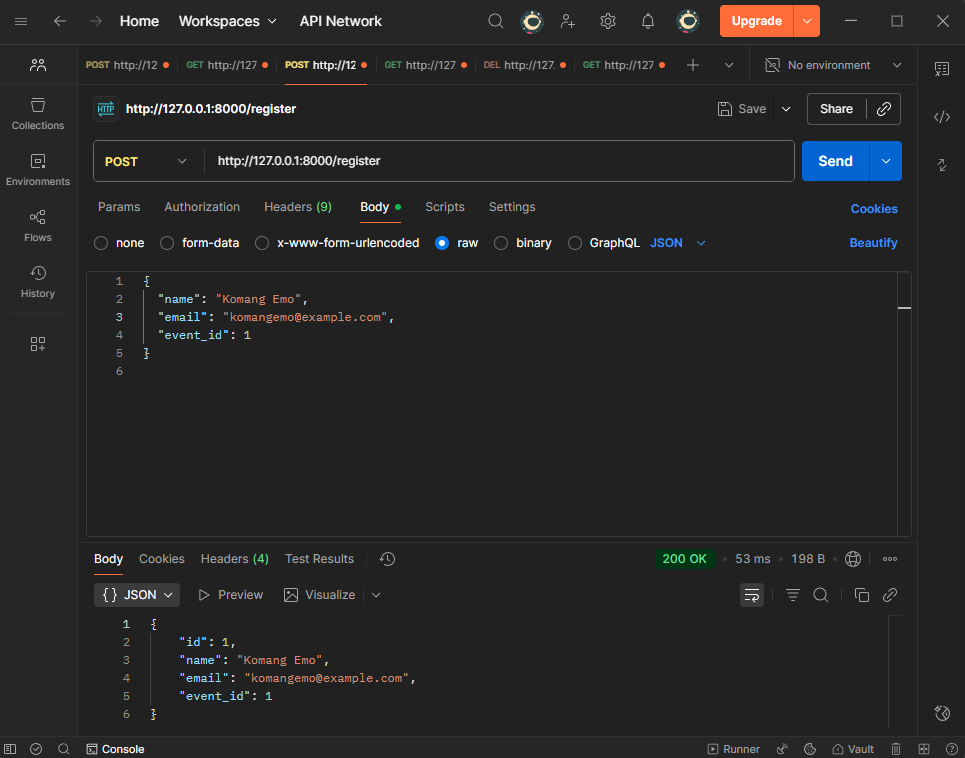 Home Workspaces API Network Upgrade
POST http://12 GET http://127 POST http://12 GET http://127 DEL http://127. GET http://127 No environment
Collections
Environments
Flows
History
HTTP http://127.0.0.1:8000/register Save Share
POST http://127.0.0.1:8000/register Send
Params Authorization Headers (9) Body Scripts Settings Cookies
none form-data x-www-form-urlencoded raw binary GraphQL JSON Beautify
1 {
2 "name": "Komang Emo",
3 "email": "komangemo@example.com",
4 "event_id": 1
5 }
6
Body Cookies Headers (4) Test Results 200 OK • 53 ms • 198 B •
{} JSON Preview Visualize
1 {
2 "id": 1,
3 "name": "Komang Emo",
4 "email": "komangemo@example.com",
5 "event_id": 1
6 }
Console Runner Vault